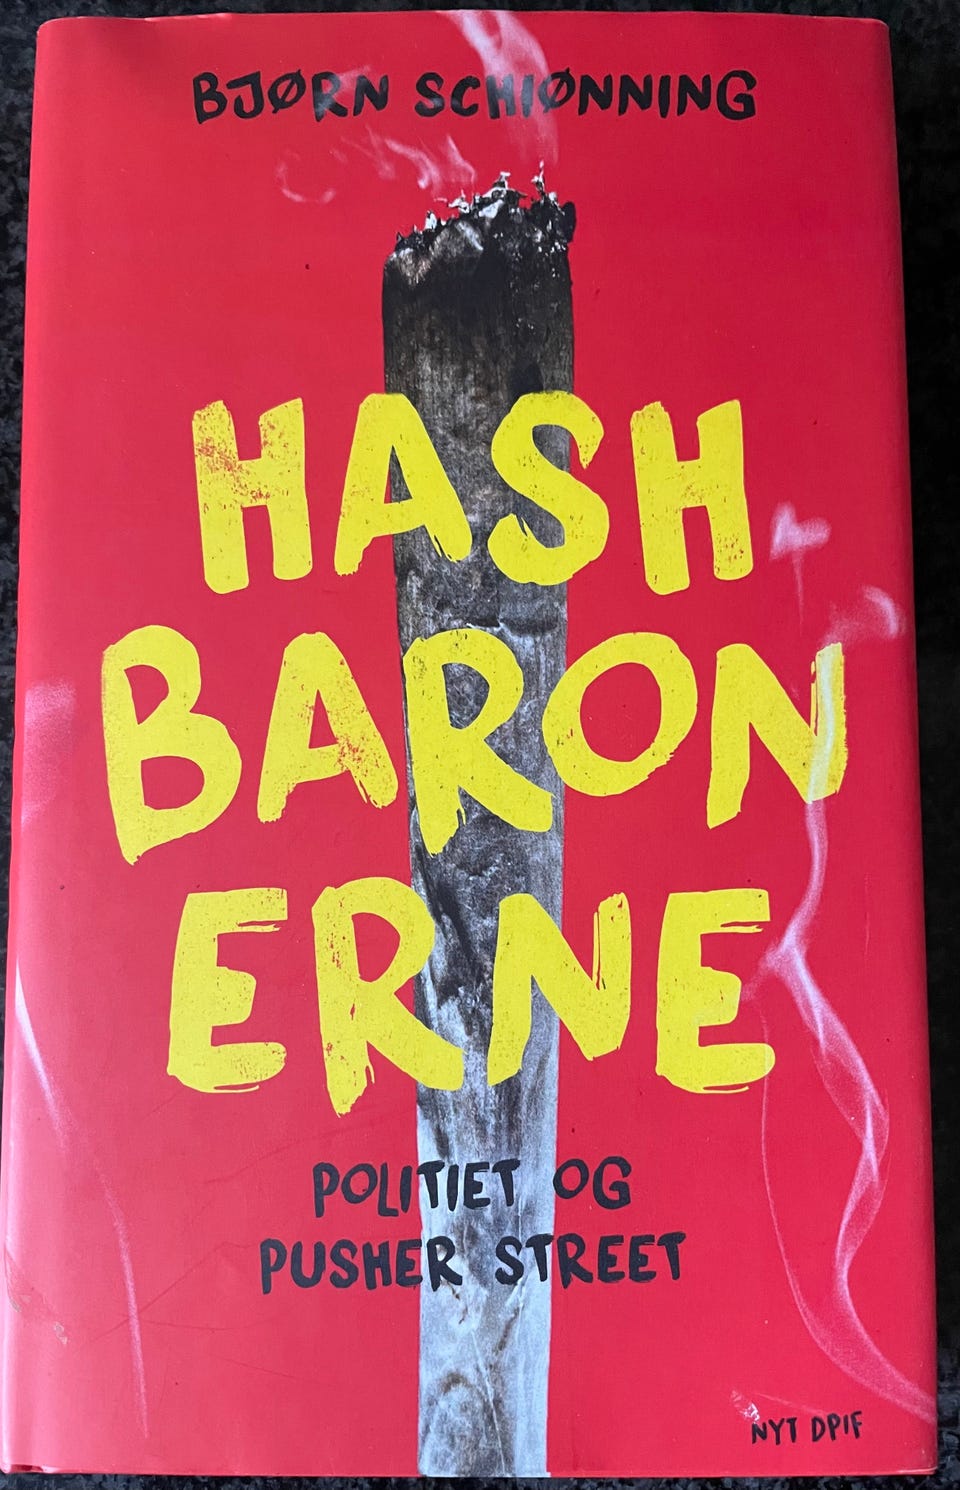 BJØRN SCHIØNNING
HASH
BARON
ERNE
POLITIET OG
PUSHER STREET
NYT DPIF